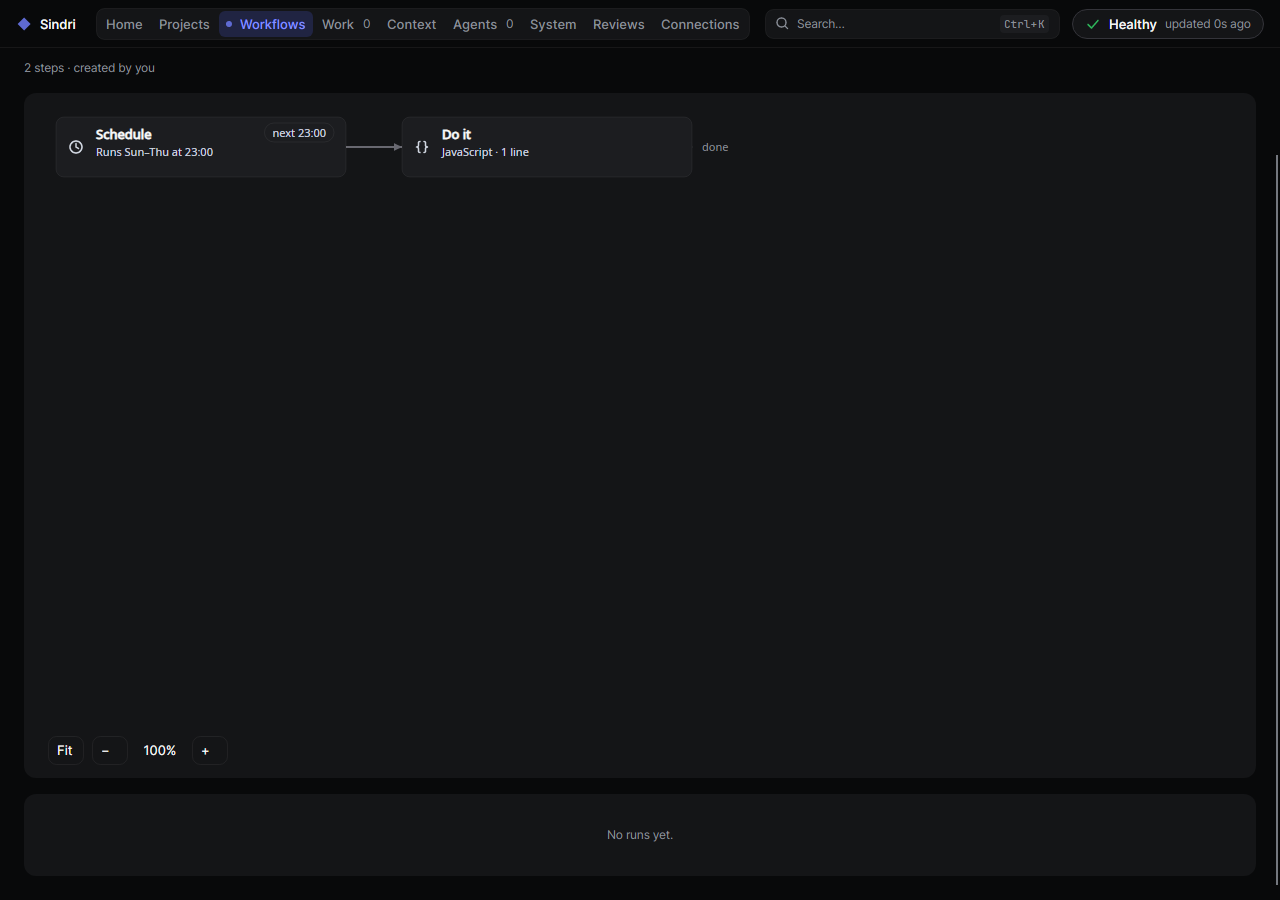 Sindri
Home Projects Workflows Work 0 Context Agents 0 System Reviews Connections
Search... Ctrl+K
Healthy updated 0s ago
2 steps · created by you
Schedule
next 23:00
Runs Sun–Thu at 23:00
Do it
JavaScript · 1 line
{}
done
Fit − 100% +
No runs yet.